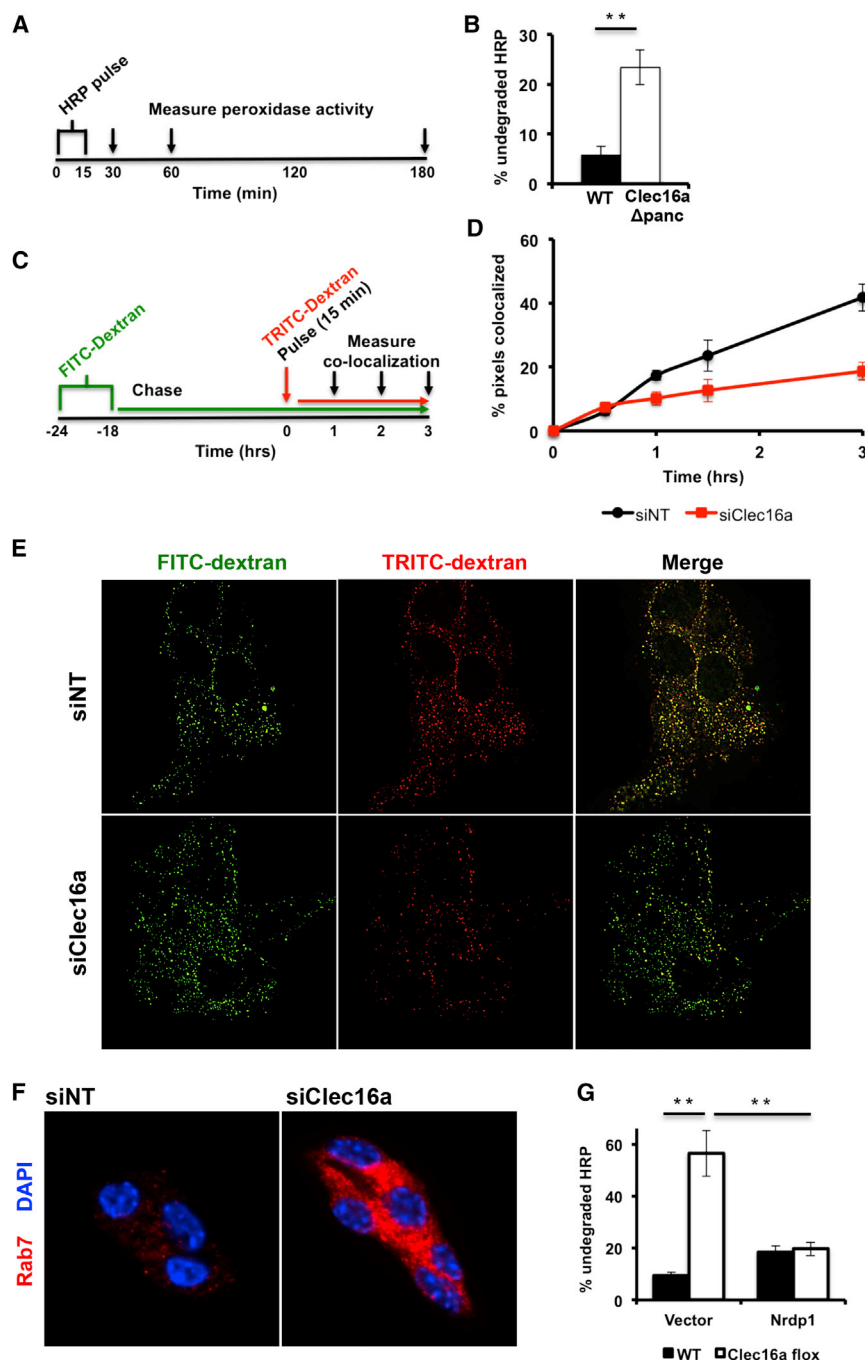 A
HRP pulse
Measure peroxidase activity
0 15 30 60 120 180
Time (min)
B
**
% undegraded HRP
30
20
10
0
WT Clec16a
Δpanc
C
FITC-Dextran
TRITC-Dextran
Pulse (15 min)
Chase
Measure
co-localization
-24 -18 0 1 2 3
Time (hrs)
D
% pixels colocalized
60
40
20
0
0 1 2 3
Time (hrs)
siNT siClec16a
E
FITC-dextran TRITC-dextran Merge
siNT
siClec16a
F
siNT siClec16a
Rab7 DAPI
G
** **
% undegraded HRP
60
40
20
0
Vector Nrdp1
WT Clec16a flox